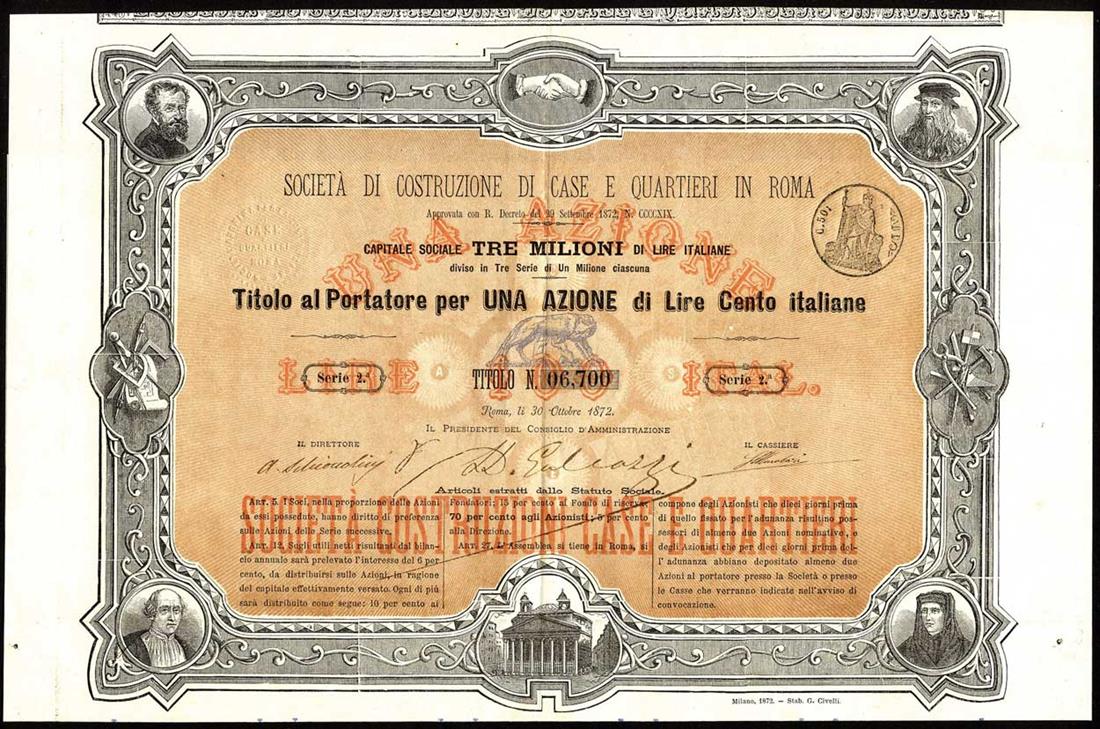 SOCIETÀ DI COSTRUZIONE DI CASE E QUARTIERI IN ROMA
Approvata con R. Decreto del 29 Settembre 1872, N. CCCCXIX.
UNA AZIONE
CAPITALE SOCIALE TRE MILIONI DI LIRE ITALIANE
diviso in Tre Serie di Un Milione ciascuna
Titolo al Portatore per UNA AZIONE di Lire Cento italiane
C. 50
LIRE 100 ITAL.
Serie 2.ª
A
TITOLO N. 06.700
S
Serie 2.ª
Roma, li 30 Ottobre 1872.
IL PRESIDENTE DEL CONSIGLIO D'AMMINISTRAZIONE
IL DIRETTORE
IL CASSIERE
Articoli estratti dallo Statuto Sociale.
SOCIETÀ COSTRUZION CASE E QUARTIERI
ART. 5. I Soci, nella proporzione delle Azioni
da essi possedute, hanno diritto di preferenza
sulle Azioni delle Serie successive.
ART. 12. Sugli utili netti risultanti dal bilan-
cio annuale sarà prelevato l'interesse del 6 per
cento, da distribuirsi sulle Azioni, in ragione
del capitale effettivamente versato. Ogni di più
sarà distribuito come segue: 10 per cento ai
Fondatori; 15 per cento al Fondo di riserva;
70 per cento agli Azionisti; 5 per cento
alla Direzione.
ART. 27. L'Assemblea si tiene in Roma, si
compone degli Azionisti che dieci giorni prima
di quello fissato per l'adunanza risultino pos-
sessori di almeno due Azioni nominative, e
degli Azionisti che per dieci giorni prima del-
l'adunanza abbiano depositato almeno due
Azioni al portatore presso la Società o presso
le Casse che verranno indicate nell'avviso di
convocazione.
Milano, 1872. — Stab. G. Civelli.